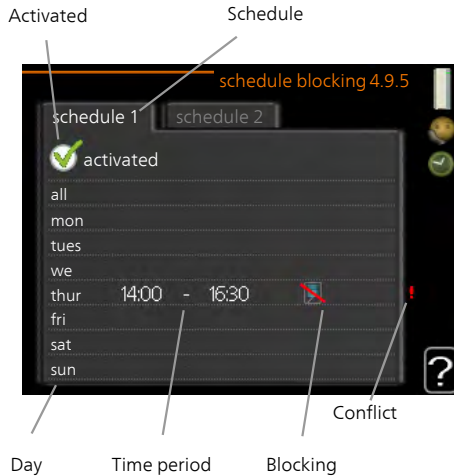 Activated
Schedule
schedule blocking 4.9.5
schedule 1
schedule 2
activated
all
mon
tues
we
thur 14:00 - 16:30 !
fri
sat
sun
?
Conflict
Day
Time period
Blocking